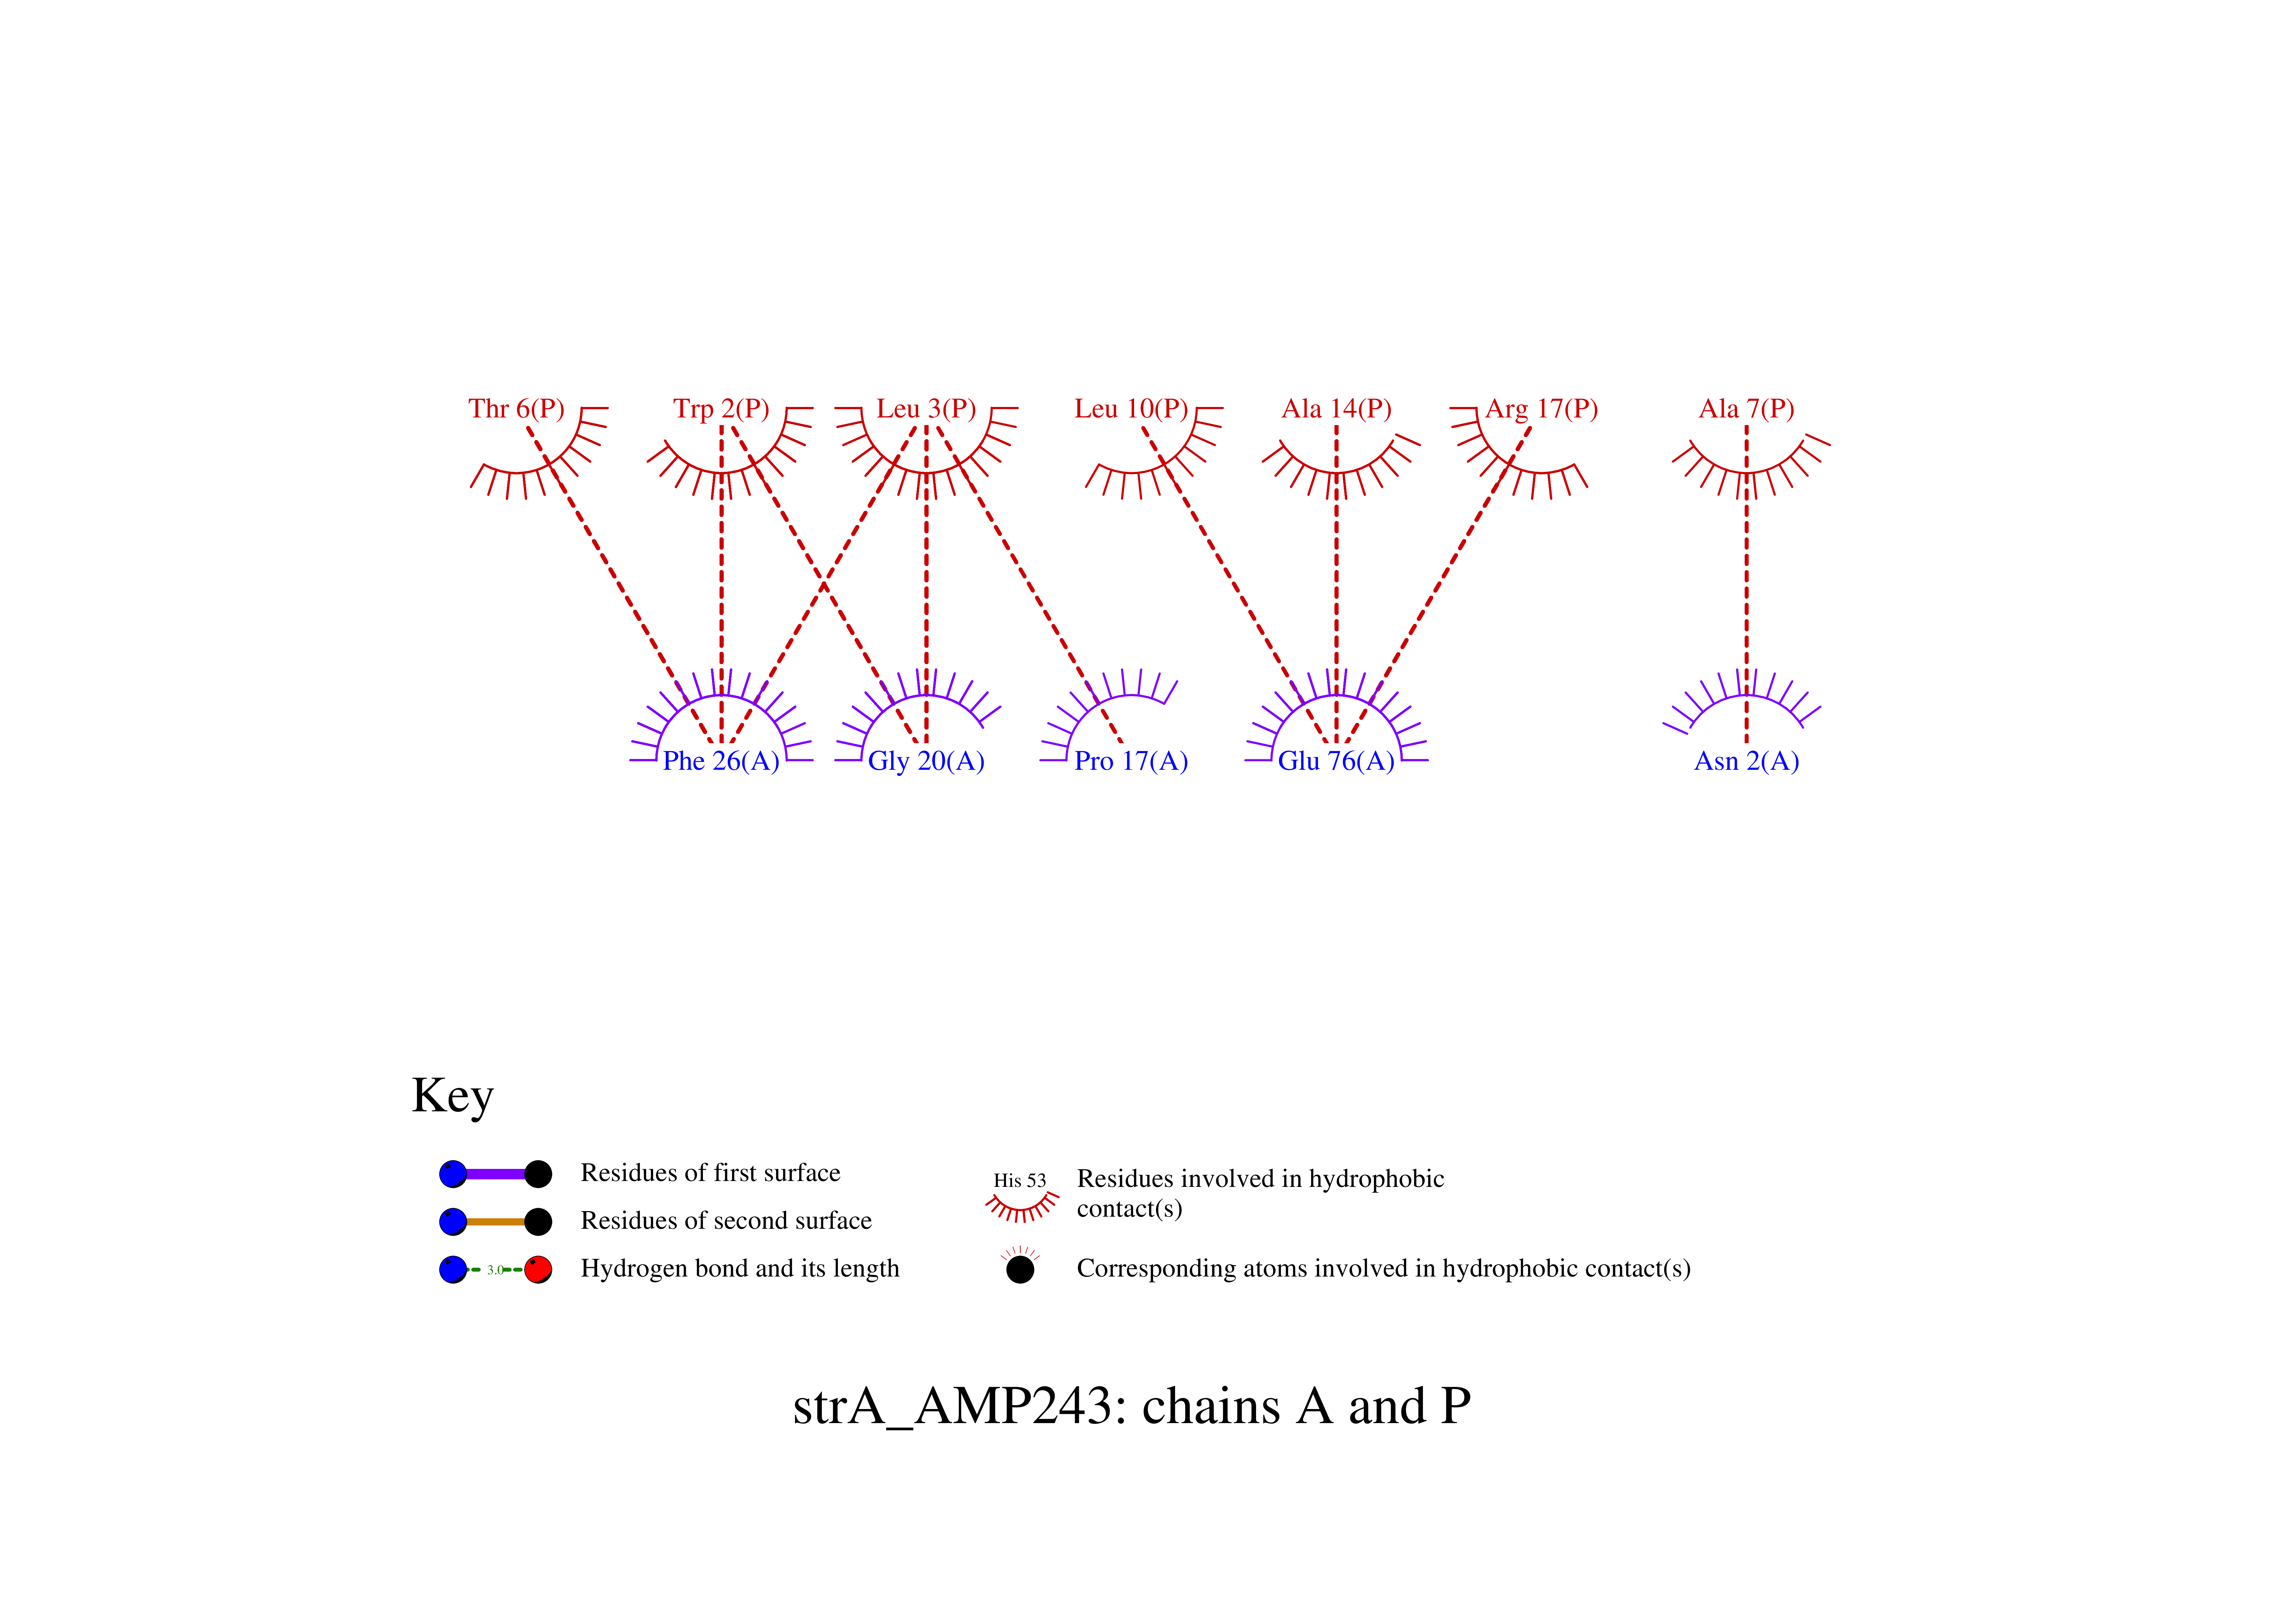 Thr 6(P) Trp 2(P) Leu 3(P) Leu 10(P) Ala 14(P) Arg 17(P) Ala 7(P)
Phe 26(A) Gly 20(A) Pro 17(A) Glu 76(A) Asn 2(A)
Key
Residues of first surface
Residues of second surface
3.0 Hydrogen bond and its length
His 53 Residues involved in hydrophobic
contact(s)
Corresponding atoms involved in hydrophobic contact(s)
strA_AMP243: chains A and P